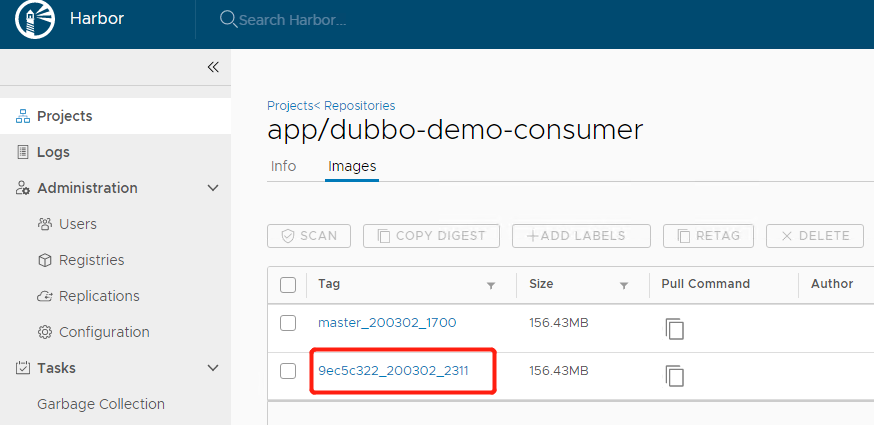 Harbor
Search Harbor...
Projects
Logs
Administration
Users
Registries
Replications
Configuration
Tasks
Garbage Collection
Projects< Repositories
app/dubbo-demo-consumer
Info Images
SCAN COPY DIGEST +ADD LABELS RETAG DELETE
Tag Size Pull Command Author
master_200302_1700 156.43MB
9ec5c322_200302_2311 156.43MB